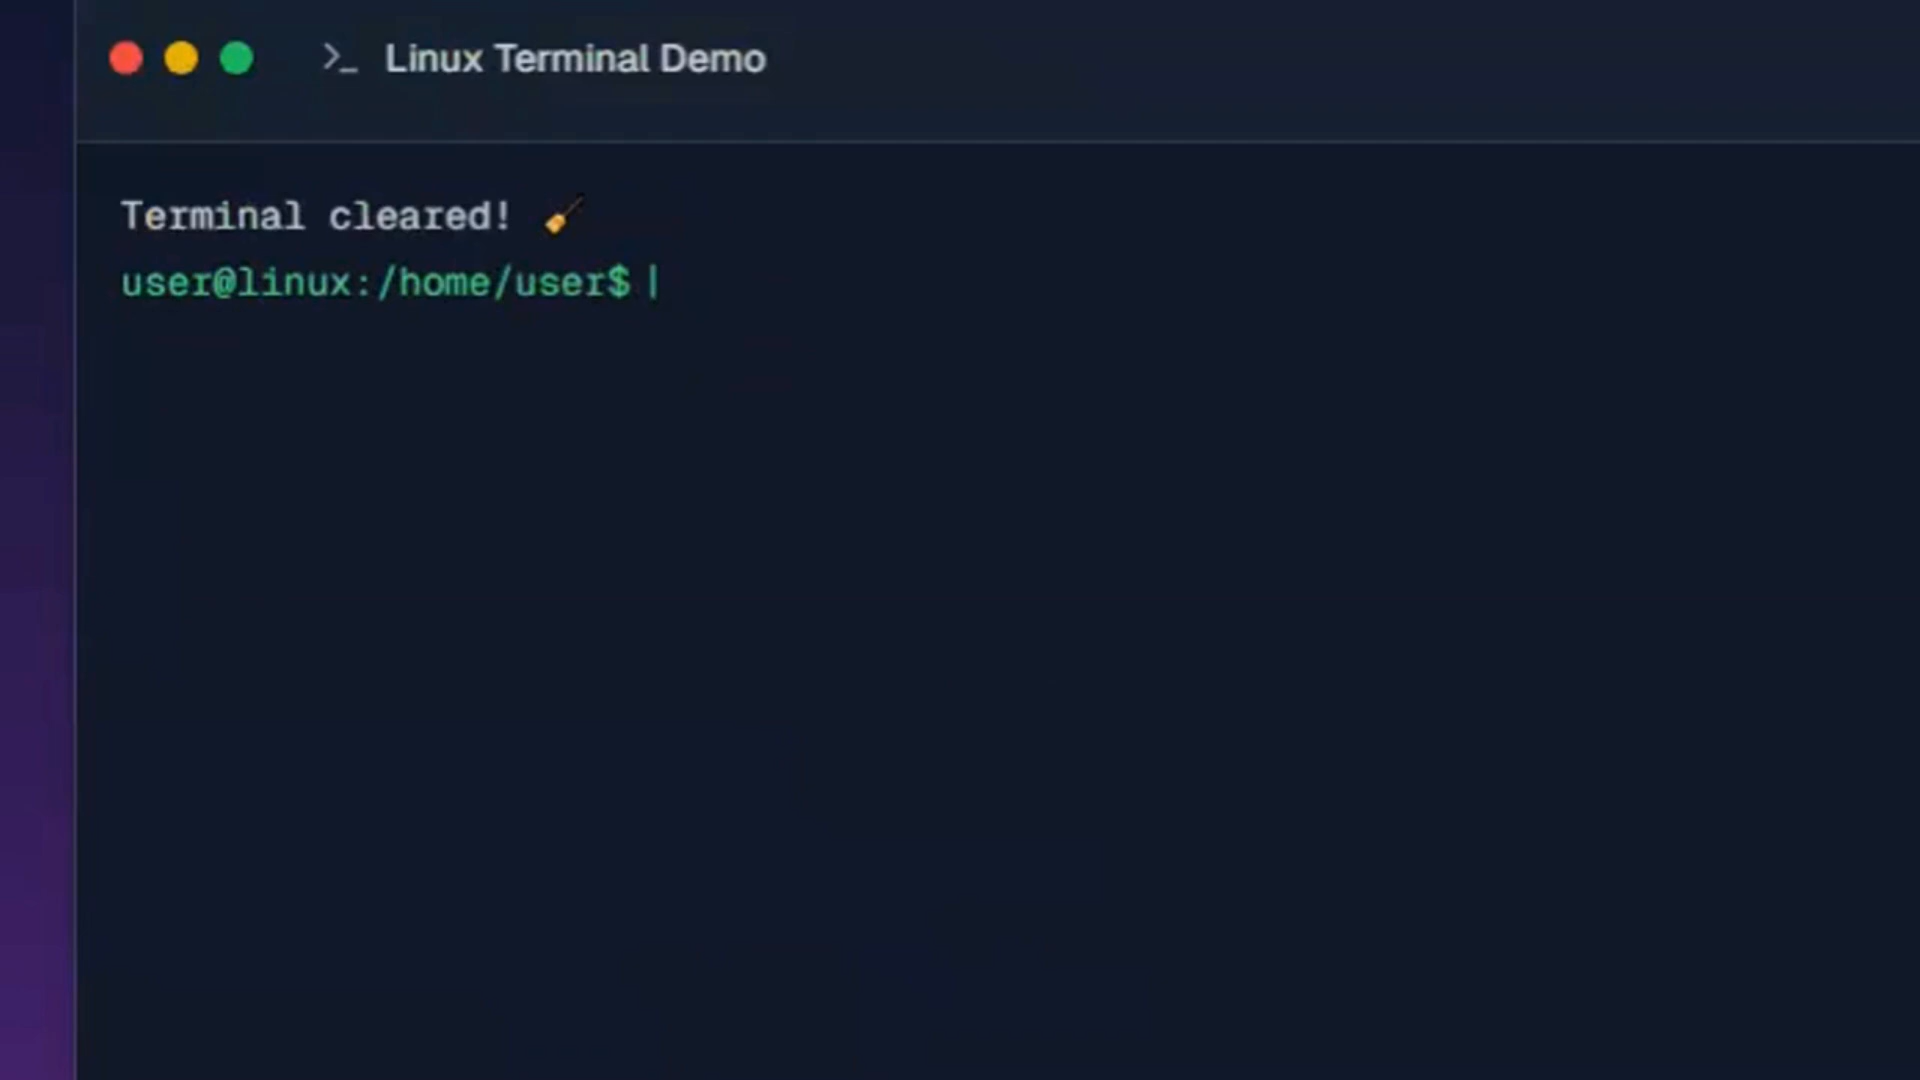 >_ Linux Terminal Demo
Terminal cleared! 🧹
user@linux:/home/user$